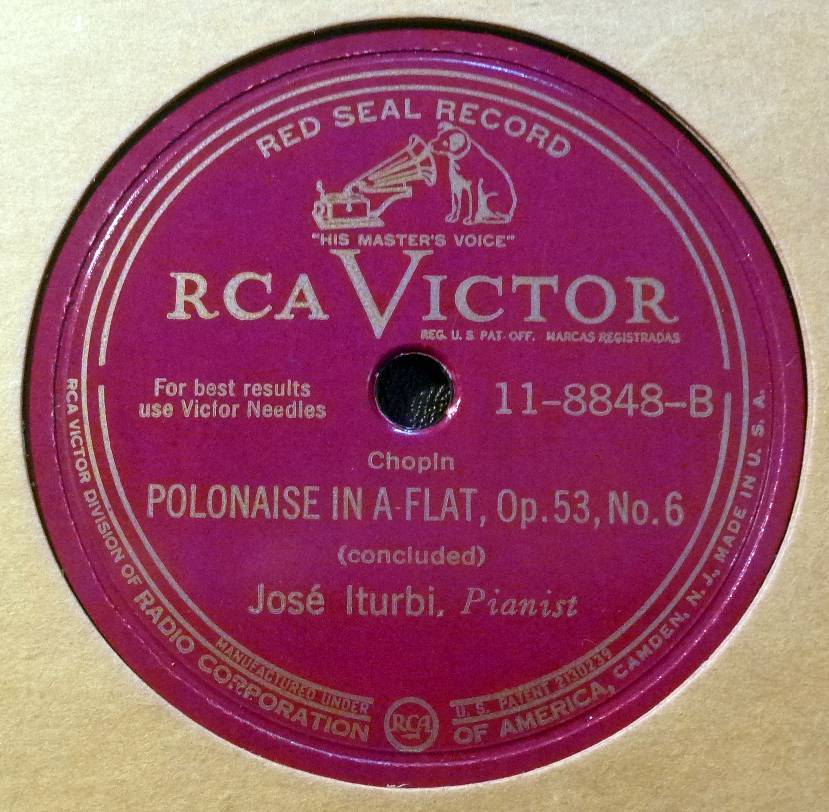 RED SEAL RECORD
"HIS MASTER'S VOICE"
RCA VICTOR
REG. U. S. PAT. OFF. MARCAS REGISTRADAS
For best results
use Victor Needles
11-8848-B
Chopin
POLONAISE IN A-FLAT, Op. 53, No. 6
(concluded)
José Iturbi, Pianist
MANUFACTURED UNDER
U. S. PATENT 2130239
RCA VICTOR DIVISION OF RADIO CORPORATION RCA OF AMERICA, CAMDEN, N. J., MADE IN U. S. A.